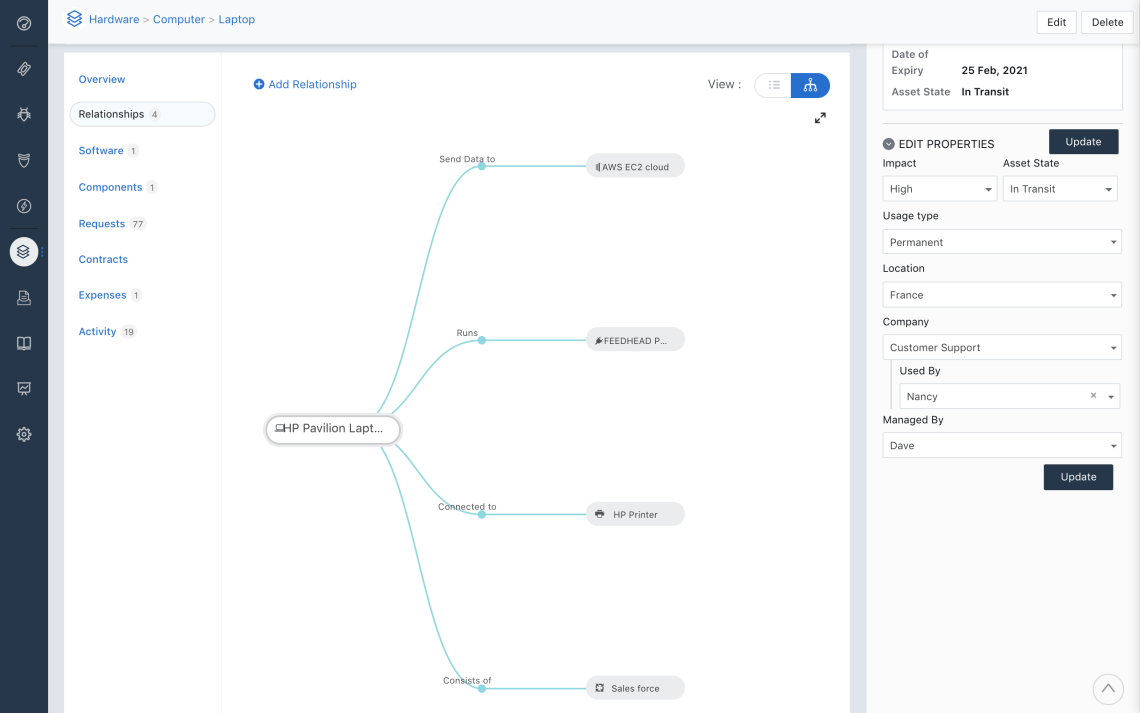 Hardware > Computer > Laptop
Edit
Delete
Overview
Relationships 4
Software 1
Components 1
Requests 77
Contracts
Expenses 1
Activity 19
Add Relationship
View :
Send Data to
AWS EC2 cloud
Runs
FEEDHEAD P...
HP Pavilion Lapt...
Connected to
HP Printer
Consists of
Sales force
Date of
Expiry 25 Feb, 2021
Asset State In Transit
EDIT PROPERTIES
Update
Impact
Asset State
High
In Transit
Usage type
Permanent
Location
France
Company
Customer Support
Used By
Nancy ×
Managed By
Dave
Update